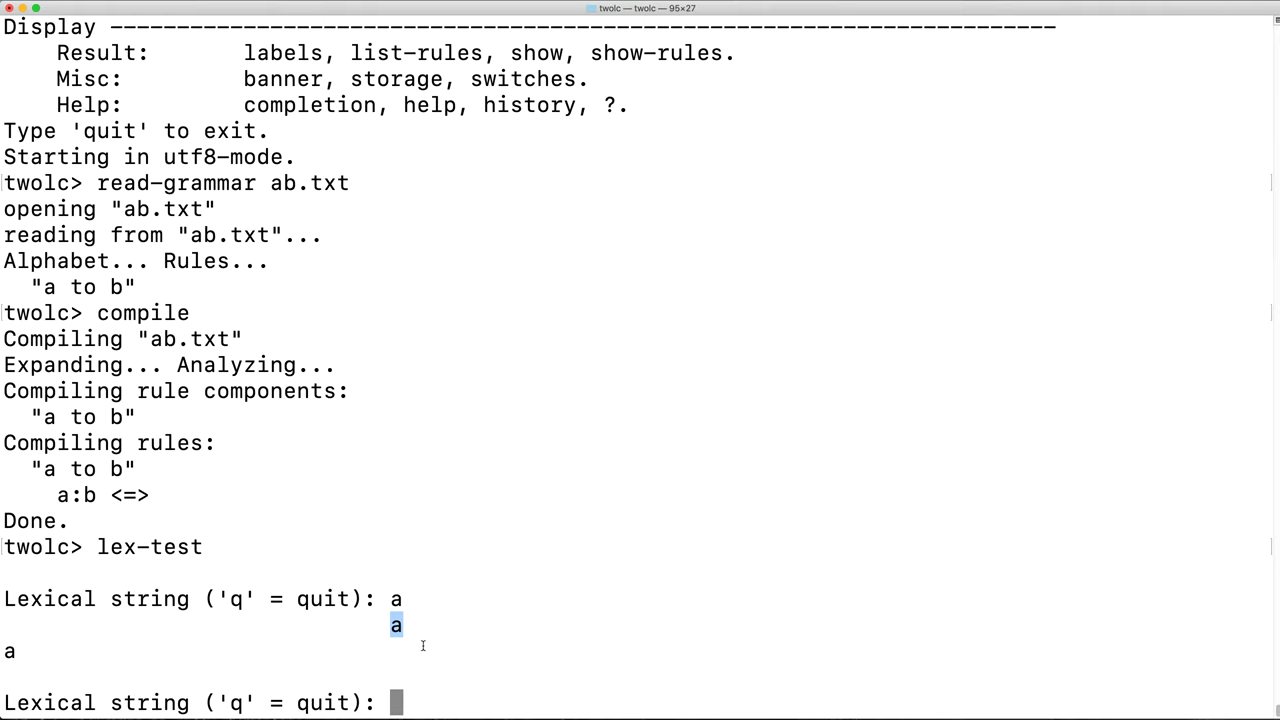 twolc — twolc — 95×27
Display -----------------------------------------------------------------------
Result: labels, list-rules, show, show-rules.
Misc: banner, storage, switches.
Help: completion, help, history, ?.
Type 'quit' to exit.
Starting in utf8-mode.
twolc> read-grammar ab.txt
opening "ab.txt"
reading from "ab.txt"...
Alphabet... Rules...
"a to b"
twolc> compile
Compiling "ab.txt"
Expanding... Analyzing...
Compiling rule components:
"a to b"
Compiling rules:
"a to b"
a:b <=>
Done.
twolc> lex-test
Lexical string ('q' = quit): a
a
a
Lexical string ('q' = quit):